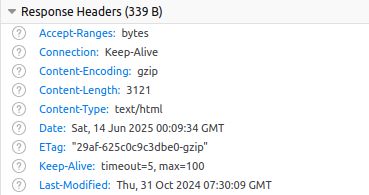 Response Headers (339 B)
Accept-Ranges: bytes
Connection: Keep-Alive
Content-Encoding: gzip
Content-Length: 3121
Content-Type: text/html
Date: Sat, 14 Jun 2025 00:09:34 GMT
ETag: "29af-625c0c9c3dbe0-gzip"
Keep-Alive: timeout=5, max=100
Last-Modified: Thu, 31 Oct 2024 07:30:09 GMT